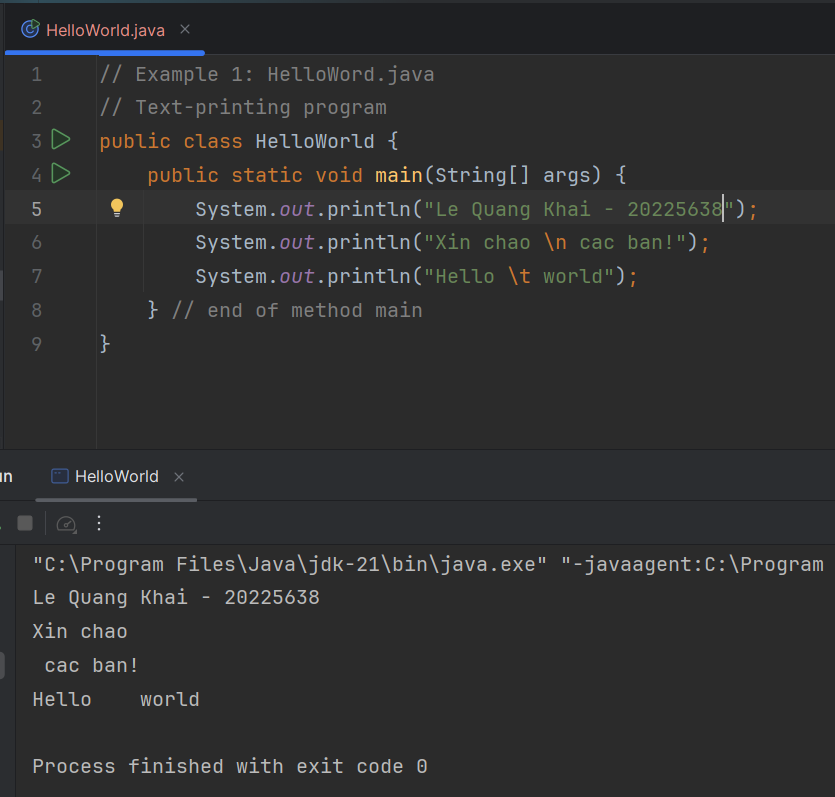 HelloWorld.java
1 // Example 1: HelloWord.java
2 // Text-printing program
3 public class HelloWorld {
4 public static void main(String[] args) {
5 System.out.println("Le Quang Khai - 20225638");
6 System.out.println("Xin chao \n cac ban!");
7 System.out.println("Hello \t world");
8 } // end of method main
9 }
un HelloWorld
"C:\Program Files\Java\jdk-21\bin\java.exe" "-javaagent:C:\Program
Le Quang Khai - 20225638
Xin chao
 cac ban!
Hello 	 world
Process finished with exit code 0